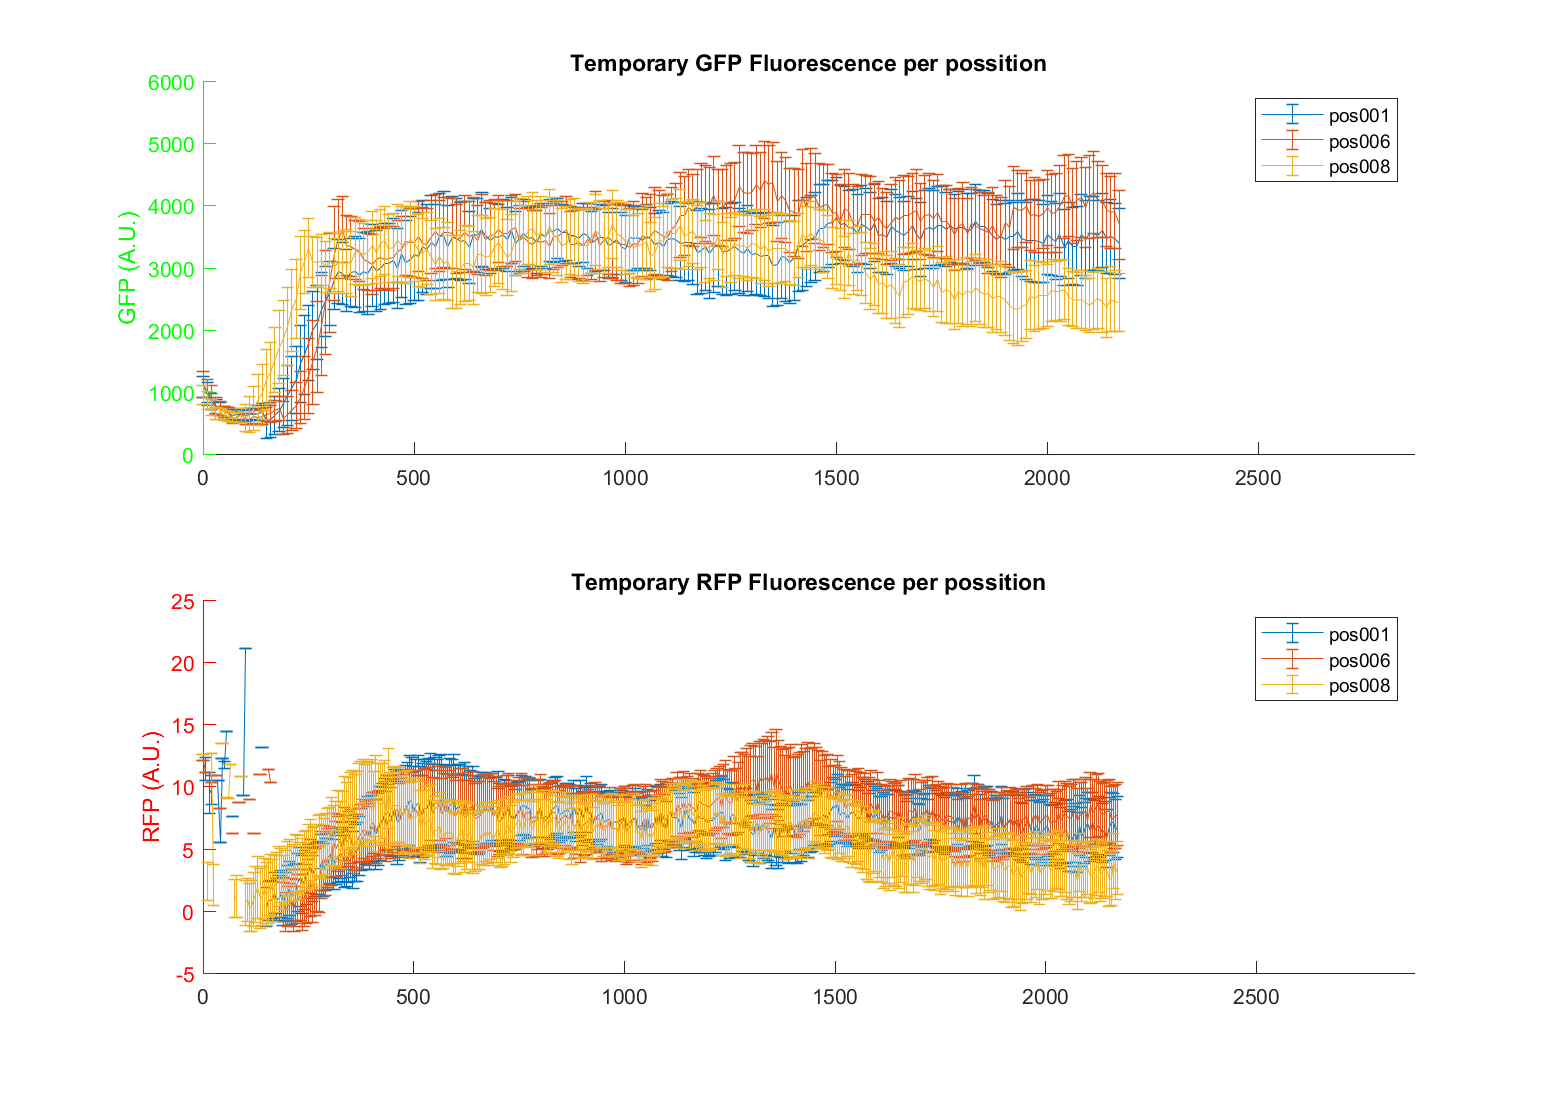 Temporary GFP Fluorescence per possition
GFP (A.U.)
6000
5000
4000
3000
2000
1000
0
0 500 1000 1500 2000 2500
pos001
pos006
pos008
Temporary RFP Fluorescence per possition
RFP (A.U.)
25
20
15
10
5
0
-5
0 500 1000 1500 2000 2500
pos001
pos006
pos008